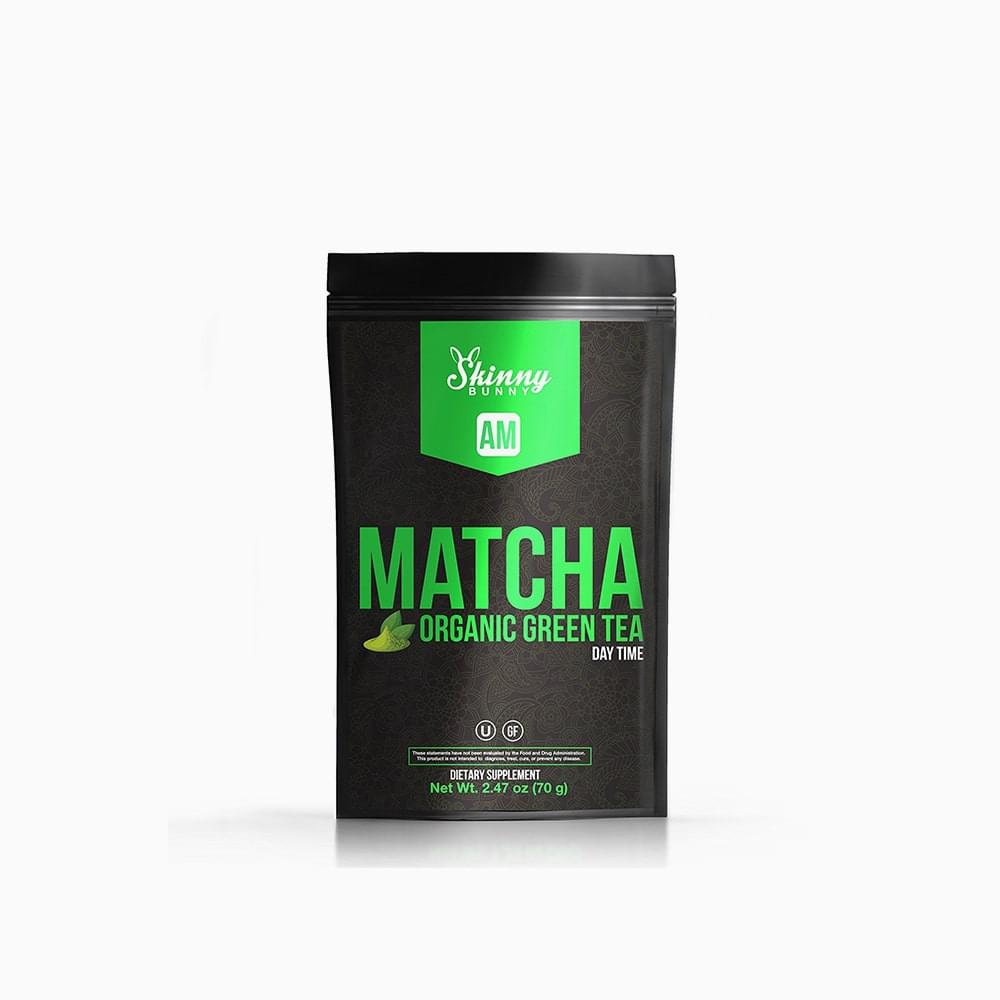 Skinny
BUNNY
AM
MATCHA
ORGANIC GREEN TEA
DAY TIME
U GF
These statements have not been evaluated by the Food and Drug Administration.
This product is not intended to diagnose, treat, cure, or prevent any disease.
DIETARY SUPPLEMENT
Net Wt. 2.47 oz (70 g)